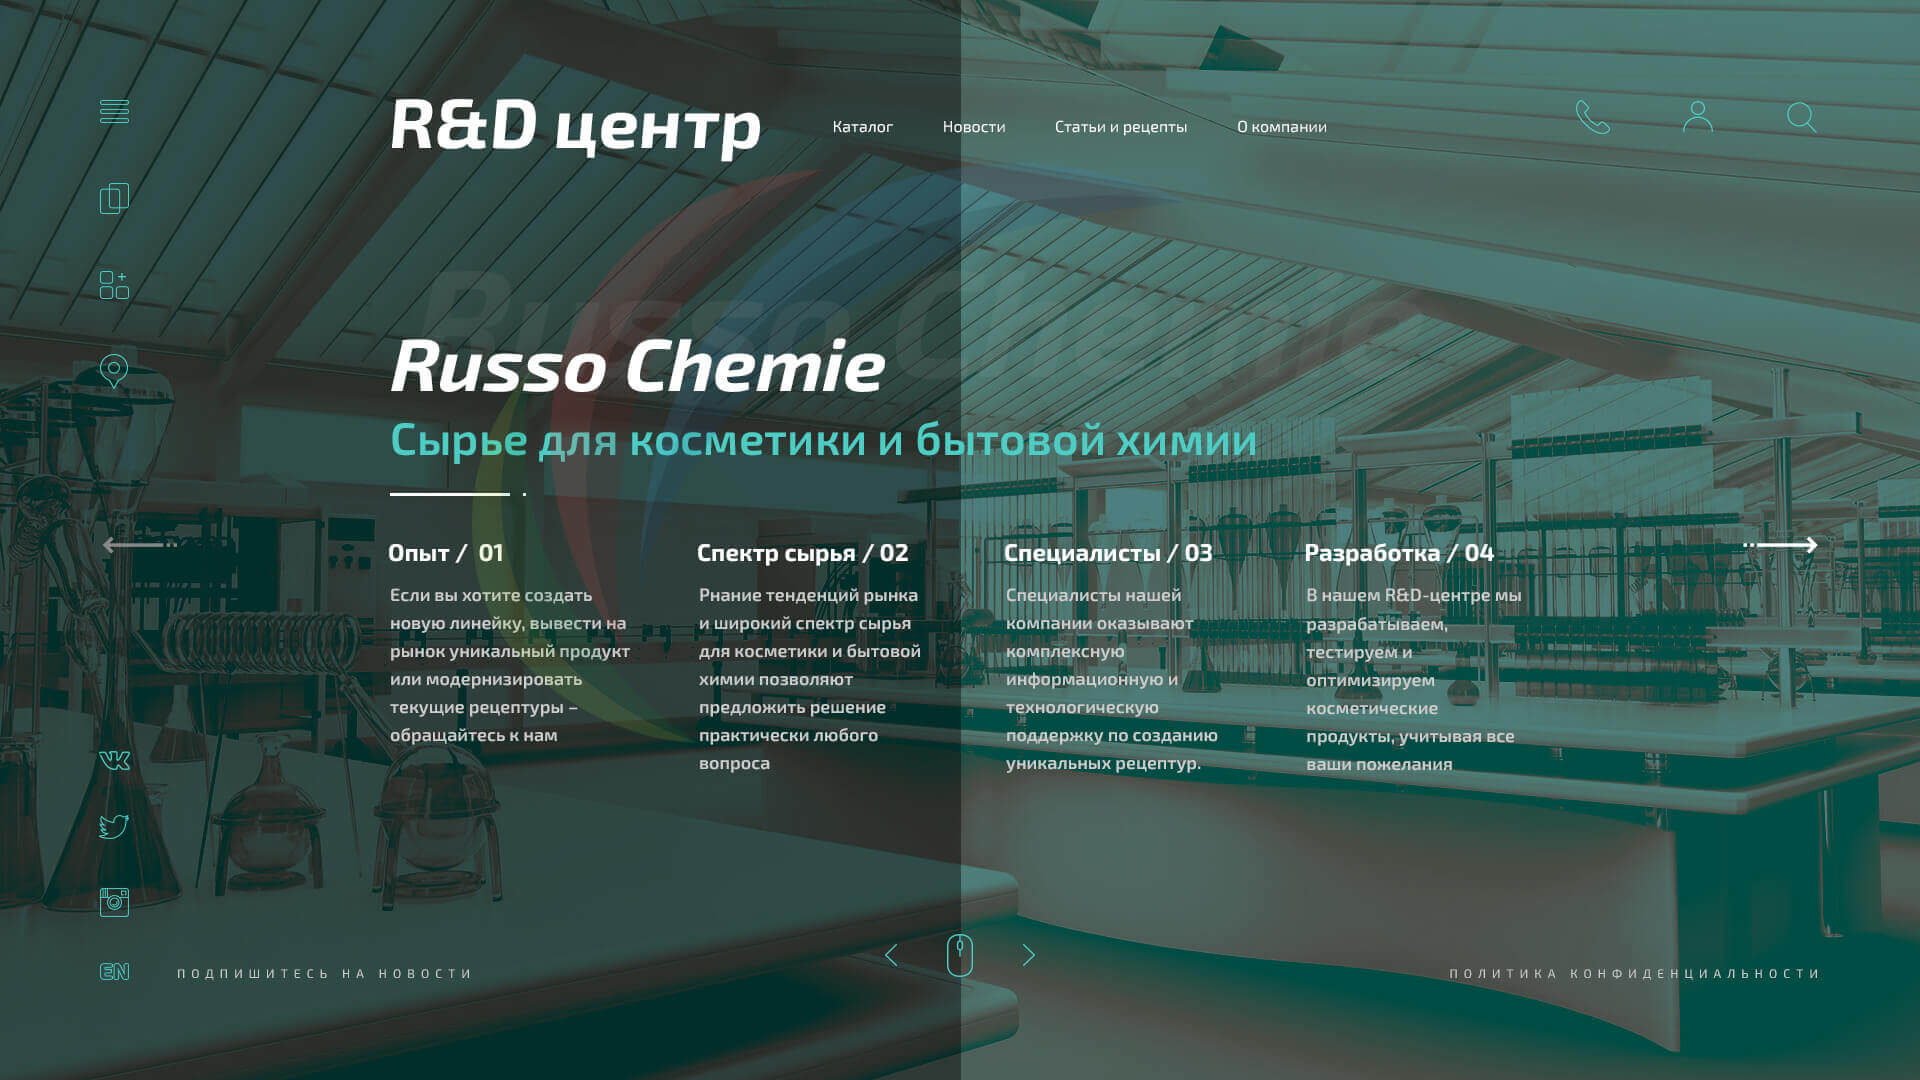 R&D центр
Каталог
Новости
Статьи и рецепты
О компании
Russo Chemie
Russo Chemie
Сырье для косметики и бытовой химии
Опыт / 01
Если вы хотите создать
новую линейку, вывести на
рынок уникальный продукт
или модернизировать
текущие рецептуры –
обращайтесь к нам
Спектр сырья / 02
Рнание тенденций рынка
и широкий спектр сырья
для косметики и бытовой
химии позволяют
предложить решение
практически любого
вопроса
Специалисты / 03
Специалисты нашей
компании оказывают
комплексную
информационную и
технологическую
поддержку по созданию
уникальных рецептур.
Разработка / 04
В нашем R&D-центре мы
разрабатываем,
тестируем и
оптимизируем
косметические
продукты, учитывая все
ваши пожелания
EN
ПОДПИШИТЕСЬ НА НОВОСТИ
ПОЛИТИКА КОНФИДЕНЦИАЛЬНОСТИ